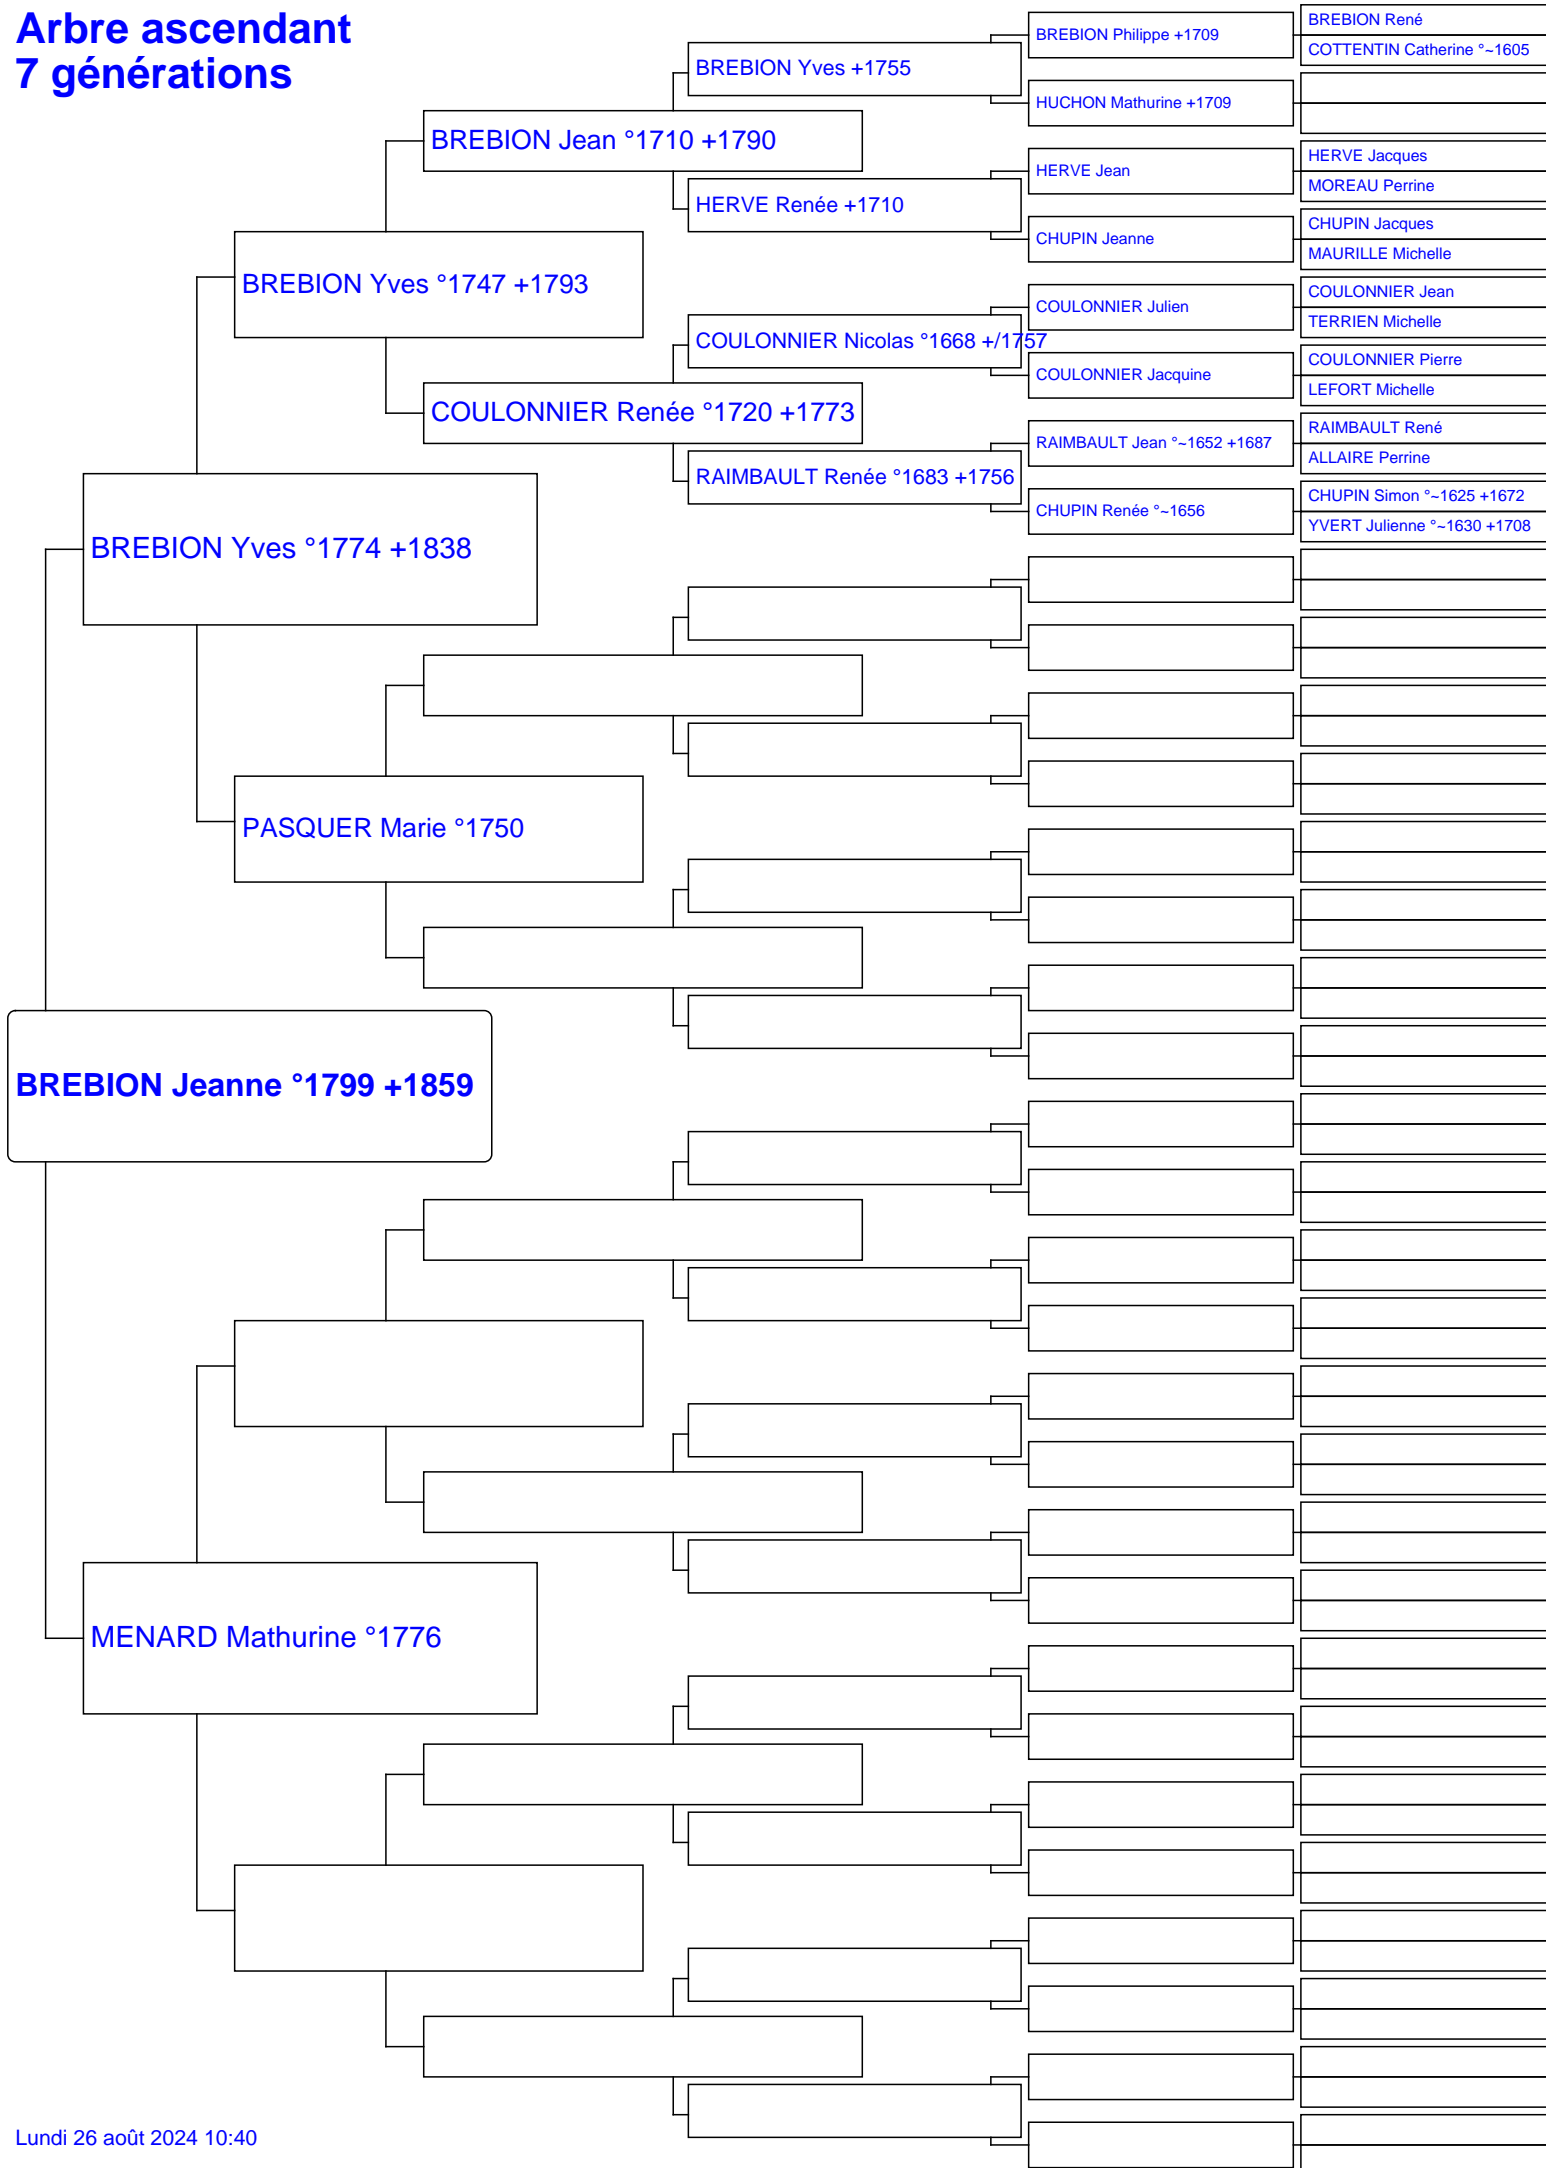 Arbre ascendant
7 générations
BREBION Jeanne °1799 +1859
BREBION Yves °1774 +1838
MENARD Mathurine °1776
BREBION Yves °1747 +1793
PASQUER Marie °1750
BREBION Jean °1710 +1790
COULONNIER Renée °1720 +1773
BREBION Yves +1755
HERVE Renée +1710
COULONNIER Nicolas °1668 +/1757
RAIMBAULT Renée °1683 +1756
BREBION Philippe +1709
HUCHON Mathurine +1709
HERVE Jean
CHUPIN Jeanne
COULONNIER Julien
COULONNIER Jacquine
RAIMBAULT Jean °~1652 +1687
CHUPIN Renée °~1656
BREBION René
COTTENTIN Catherine °~1605
HERVE Jacques
MOREAU Perrine
CHUPIN Jacques
MAURILLE Michelle
COULONNIER Jean
TERRIEN Michelle
COULONNIER Pierre
LEFORT Michelle
RAIMBAULT René
ALLAIRE Perrine
CHUPIN Simon °~1625 +1672
YVERT Julienne °~1630 +1708
Lundi 26 août 2024 10:40